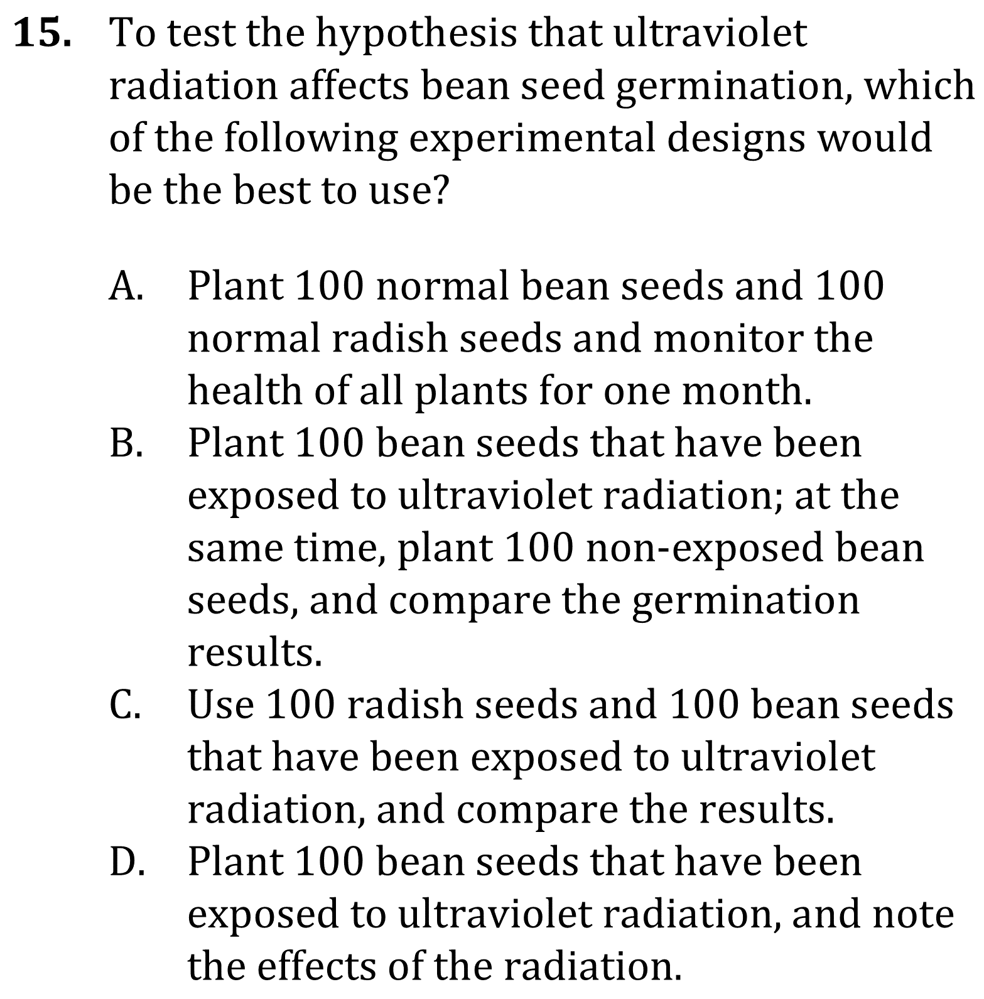 15. To test the hypothesis that ultraviolet
radiation affects bean seed germination, which
of the following experimental designs would
be the best to use?
A. Plant 100 normal bean seeds and 100
normal radish seeds and monitor the
health of all plants for one month.
B. Plant 100 bean seeds that have been
exposed to ultraviolet radiation; at the
same time, plant 100 non-exposed bean
seeds, and compare the germination
results.
C. Use 100 radish seeds and 100 bean seeds
that have been exposed to ultraviolet
radiation, and compare the results.
D. Plant 100 bean seeds that have been
exposed to ultraviolet radiation, and note
the effects of the radiation.